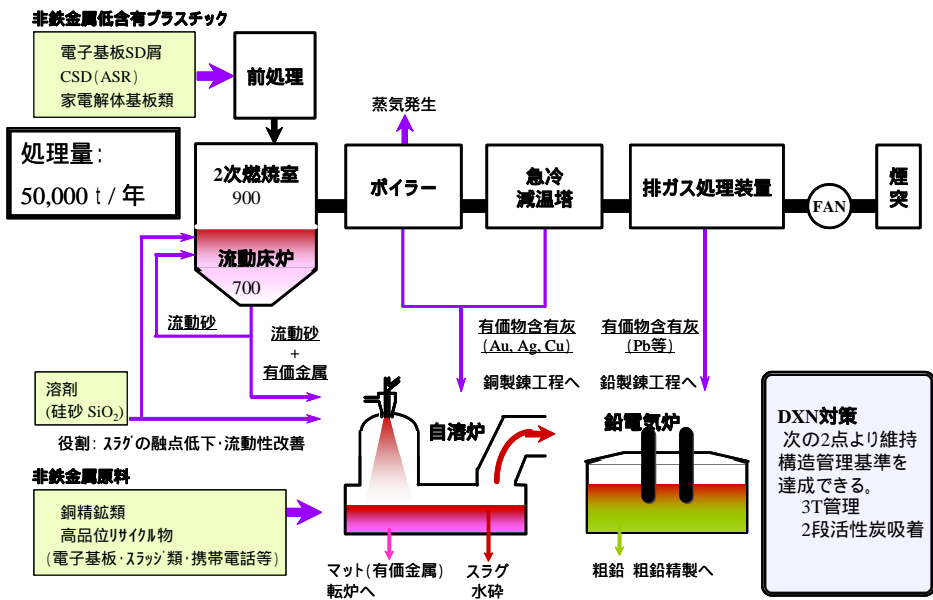 非鉄金属低含有プラスチック
電子基板SD屑
CSD(ASR)
家電解体基板類
前処理
処理量:
50,000 t / 年
2次燃焼室
900
流動床炉
700
蒸気発生
ボイラー
急冷
減温塔
排ガス処理装置
FAN
煙突
流動砂
流動砂
+
有価金属
有価物含有灰
(Au, Ag, Cu)
銅製錬工程へ
有価物含有灰
(Pb等)
鉛製錬工程へ
溶剤
(硅砂 SiO₂)
役割: スラグの融点低下・流動性改善
自溶炉
鉛電気炉
DXN対策
次の2点より維持
構造管理基準を
達成できる。
3T管理
2段活性炭吸着
非鉄金属原料
銅精鉱類
高品位リサイクル物
(電子基板・スラッジ類・携帯電話等)
マット(有価金属)
転炉へ
スラグ
水砕
粗鉛 粗鉛精製へ